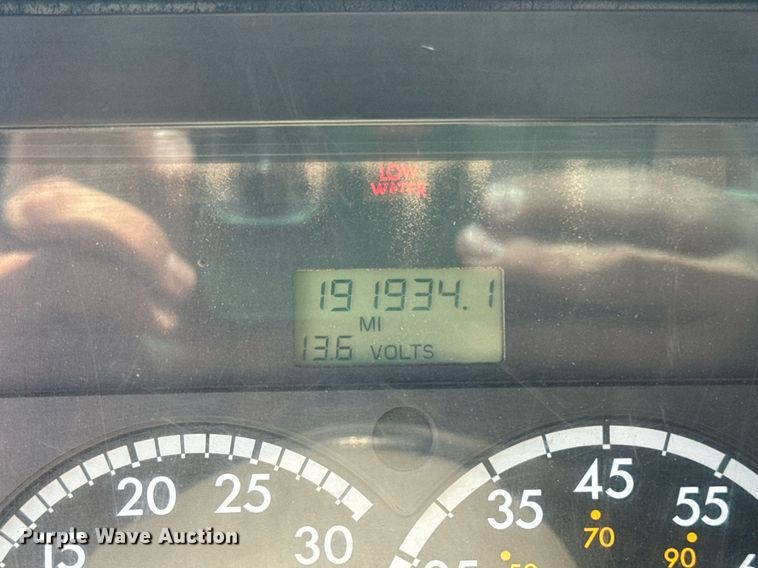 LOW
WATER
191934.1
MI
13.6 VOLTS
15 20 25 30
35 45 55
70 90
Purple Wave Auction